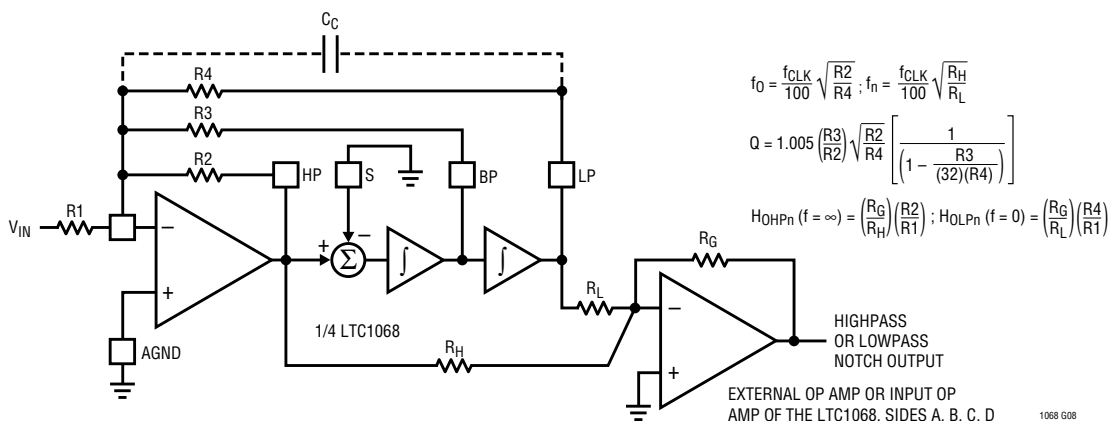 C_C
R4
R3
R2
HP
S
BP
LP
R1
V_IN
−
+
+
−
Σ
∫
∫
R_G
R_L
−
+
R_H
1/4 LTC1068
AGND
HIGHPASS
OR LOWPASS
NOTCH OUTPUT
EXTERNAL OP AMP OR INPUT OP
AMP OF THE LTC1068, SIDES A, B, C, D
1068 G08
f_O = f_CLK/100 √(R2/R4) ; f_n = f_CLK/100 √(R_H/R_L)
Q = 1.005 (R3/R2) √(R2/R4) [1/(1 − R3/((32)(R4)))]
H_OHPn (f = ∞) = (R_G/R_H)(R2/R1) ; H_OLPn (f = 0) = (R_G/R_L)(R4/R1)